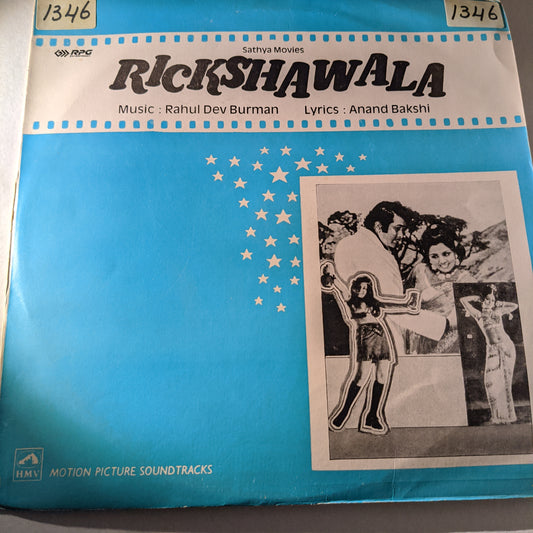 1346
1346
Sathya Movies
RPG
RICKSHAWALA
Music : Rahul Dev Burman Lyrics : Anand Bakshi
HMV
MOTION PICTURE SOUNDTRACKS